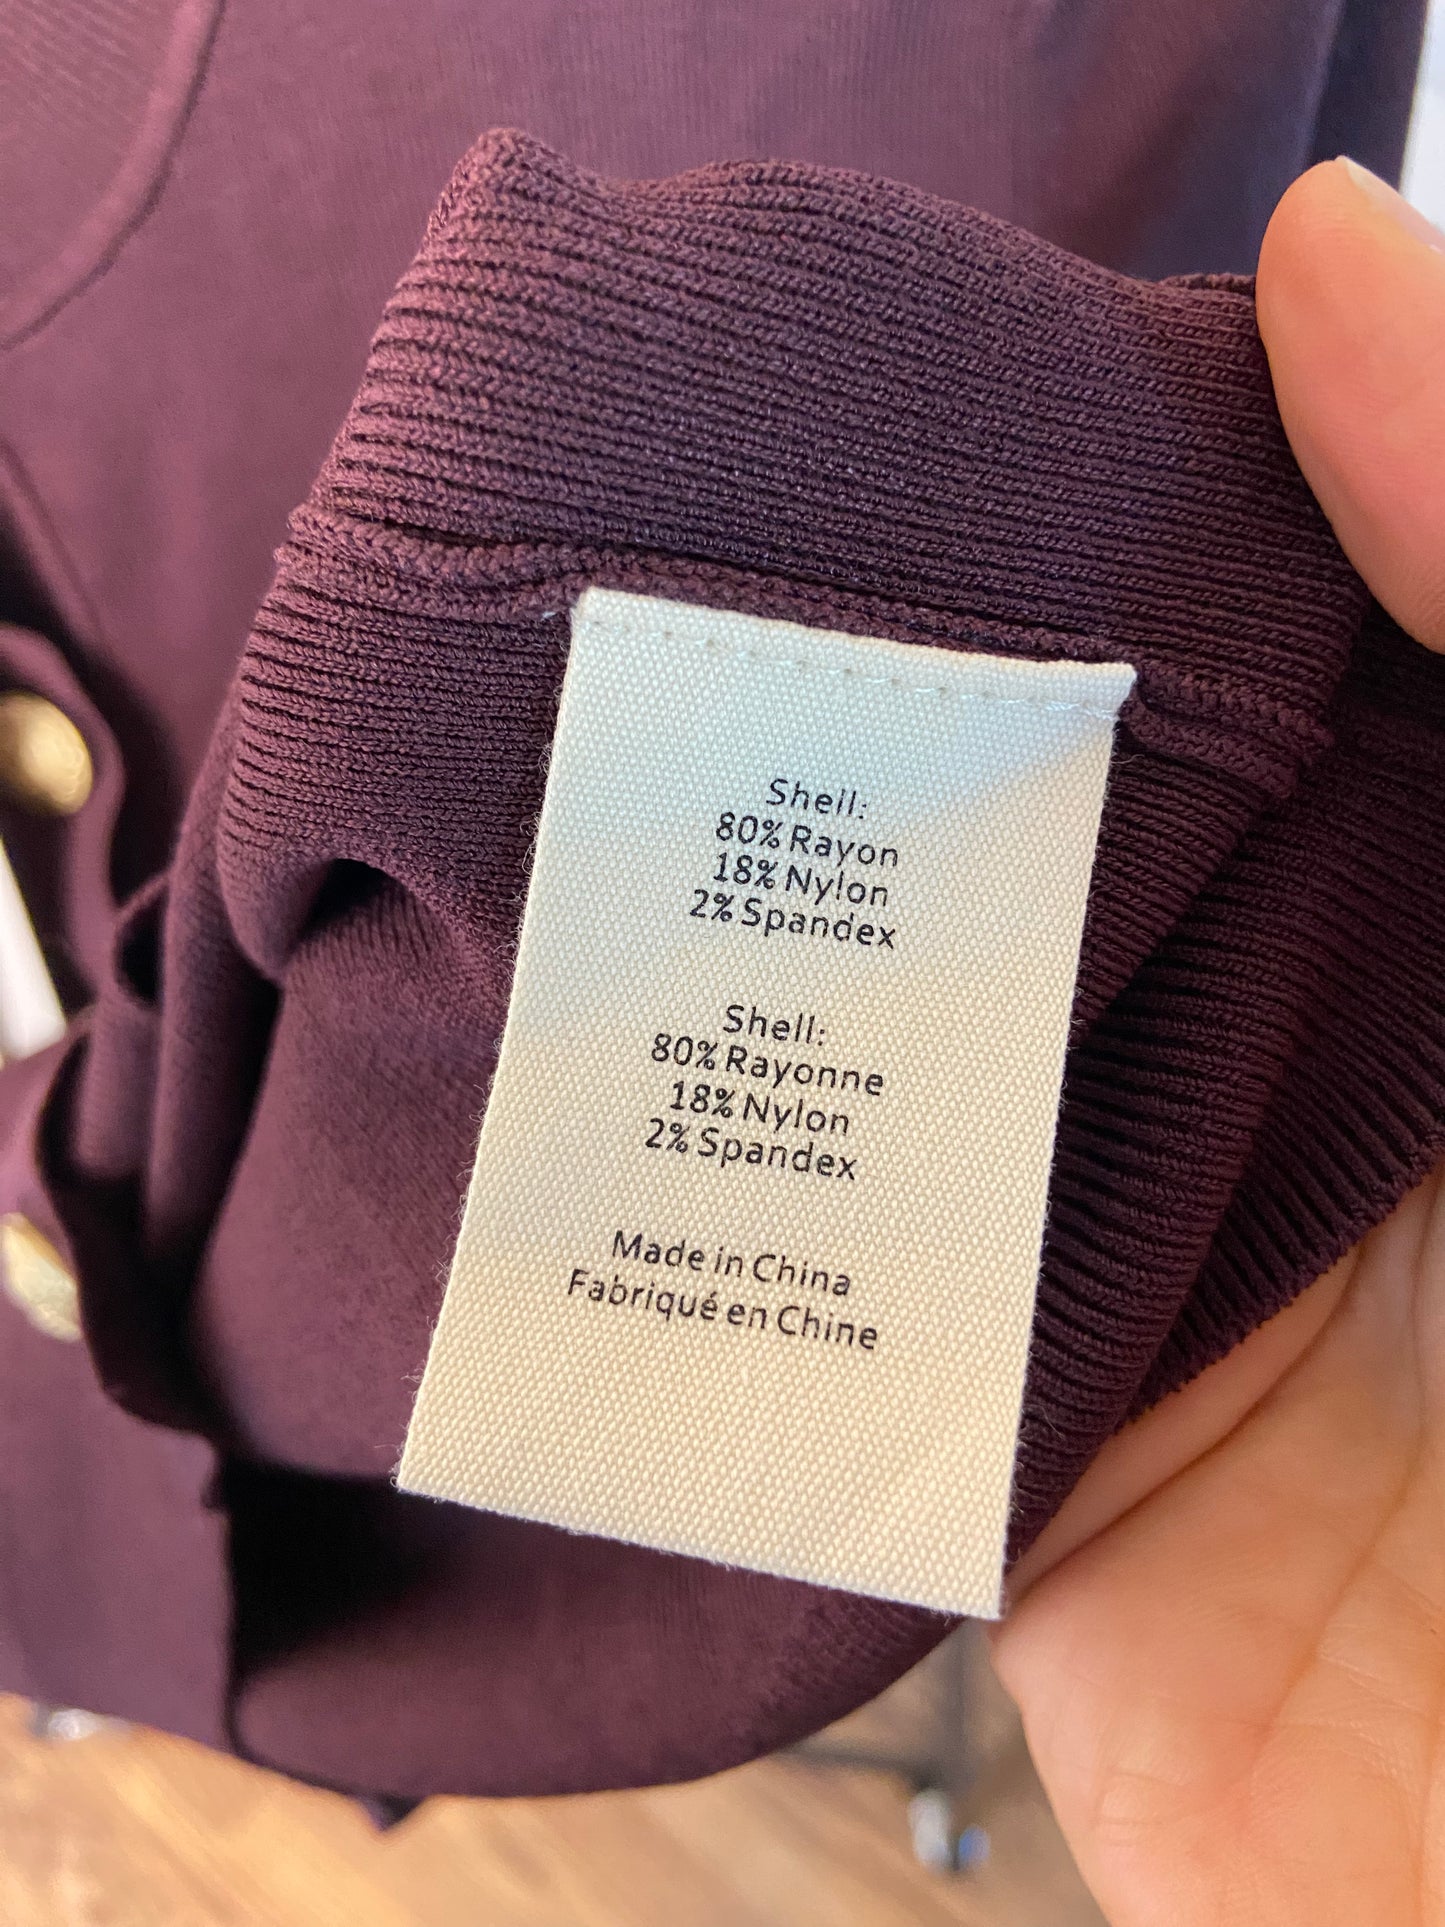 Shell:
80% Rayon
18% Nylon
2% Spandex
Shell:
80% Rayonne
18% Nylon
2% Spandex
Made in China
Fabriqué en Chine